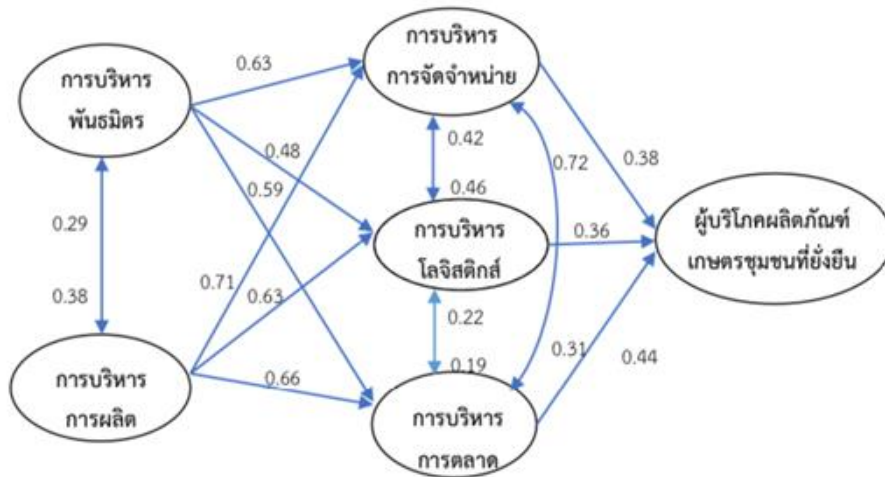 การบริหาร
การจัดจำหน่าย
การบริหาร
พันธมิตร
0.63
0.48
0.59
0.42
0.46
0.72
0.38
0.29
0.38
การบริหาร
โลจิสติกส์
0.36
ผู้บริโภคผลิตภัณฑ์
เกษตรชุมชนที่ยั่งยืน
0.71
0.63
0.22
0.19
0.31
0.44
0.66
การบริหาร
การผลิต
การบริหาร
การตลาด